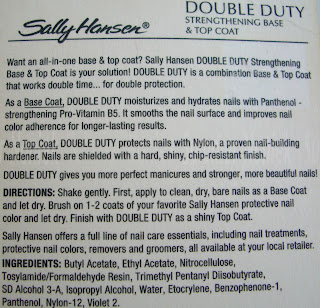 Sally Hansen® DOUBLE DUTY
STRENGTHENING BASE
& TOP COAT
Want an all-in-one base & top coat? Sally Hansen DOUBLE DUTY Strengthening
Base & Top Coat is your solution! DOUBLE DUTY is a combination Base & Top Coat
that works double time... for double protection.
As a Base Coat, DOUBLE DUTY moisturizes and hydrates nails with Panthenol -
strengthening Pro-Vitamin B5. It smooths the nail surface and improves nail
color adherence for longer-lasting results.
As a Top Coat, DOUBLE DUTY protects nails with Nylon, a proven nail-building
hardener. Nails are shielded with a hard, shiny, chip-resistant finish.
DOUBLE DUTY gives you more perfect manicures and stronger, more beautiful nails!
DIRECTIONS: Shake gently. First, apply to clean, dry, bare nails as a Base Coat
and let dry. Brush on 1-2 coats of your favorite Sally Hansen protective nail
color and let dry. Finish with DOUBLE DUTY as a shiny Top Coat.
Sally Hansen offers a full line of nail care essentials, including nail treatments,
protective nail colors, removers and groomers, all available at your local retailer.
INGREDIENTS: Butyl Acetate, Ethyl Acetate, Nitrocellulose,
Tosylamide/Formaldehyde Resin, Trimethyl Pentanyl Diisobutyrate,
SD Alcohol 3-A, Isopropyl Alcohol, Water, Etocrylene, Benzophenone-1,
Panthenol, Nylon-12, Violet 2.